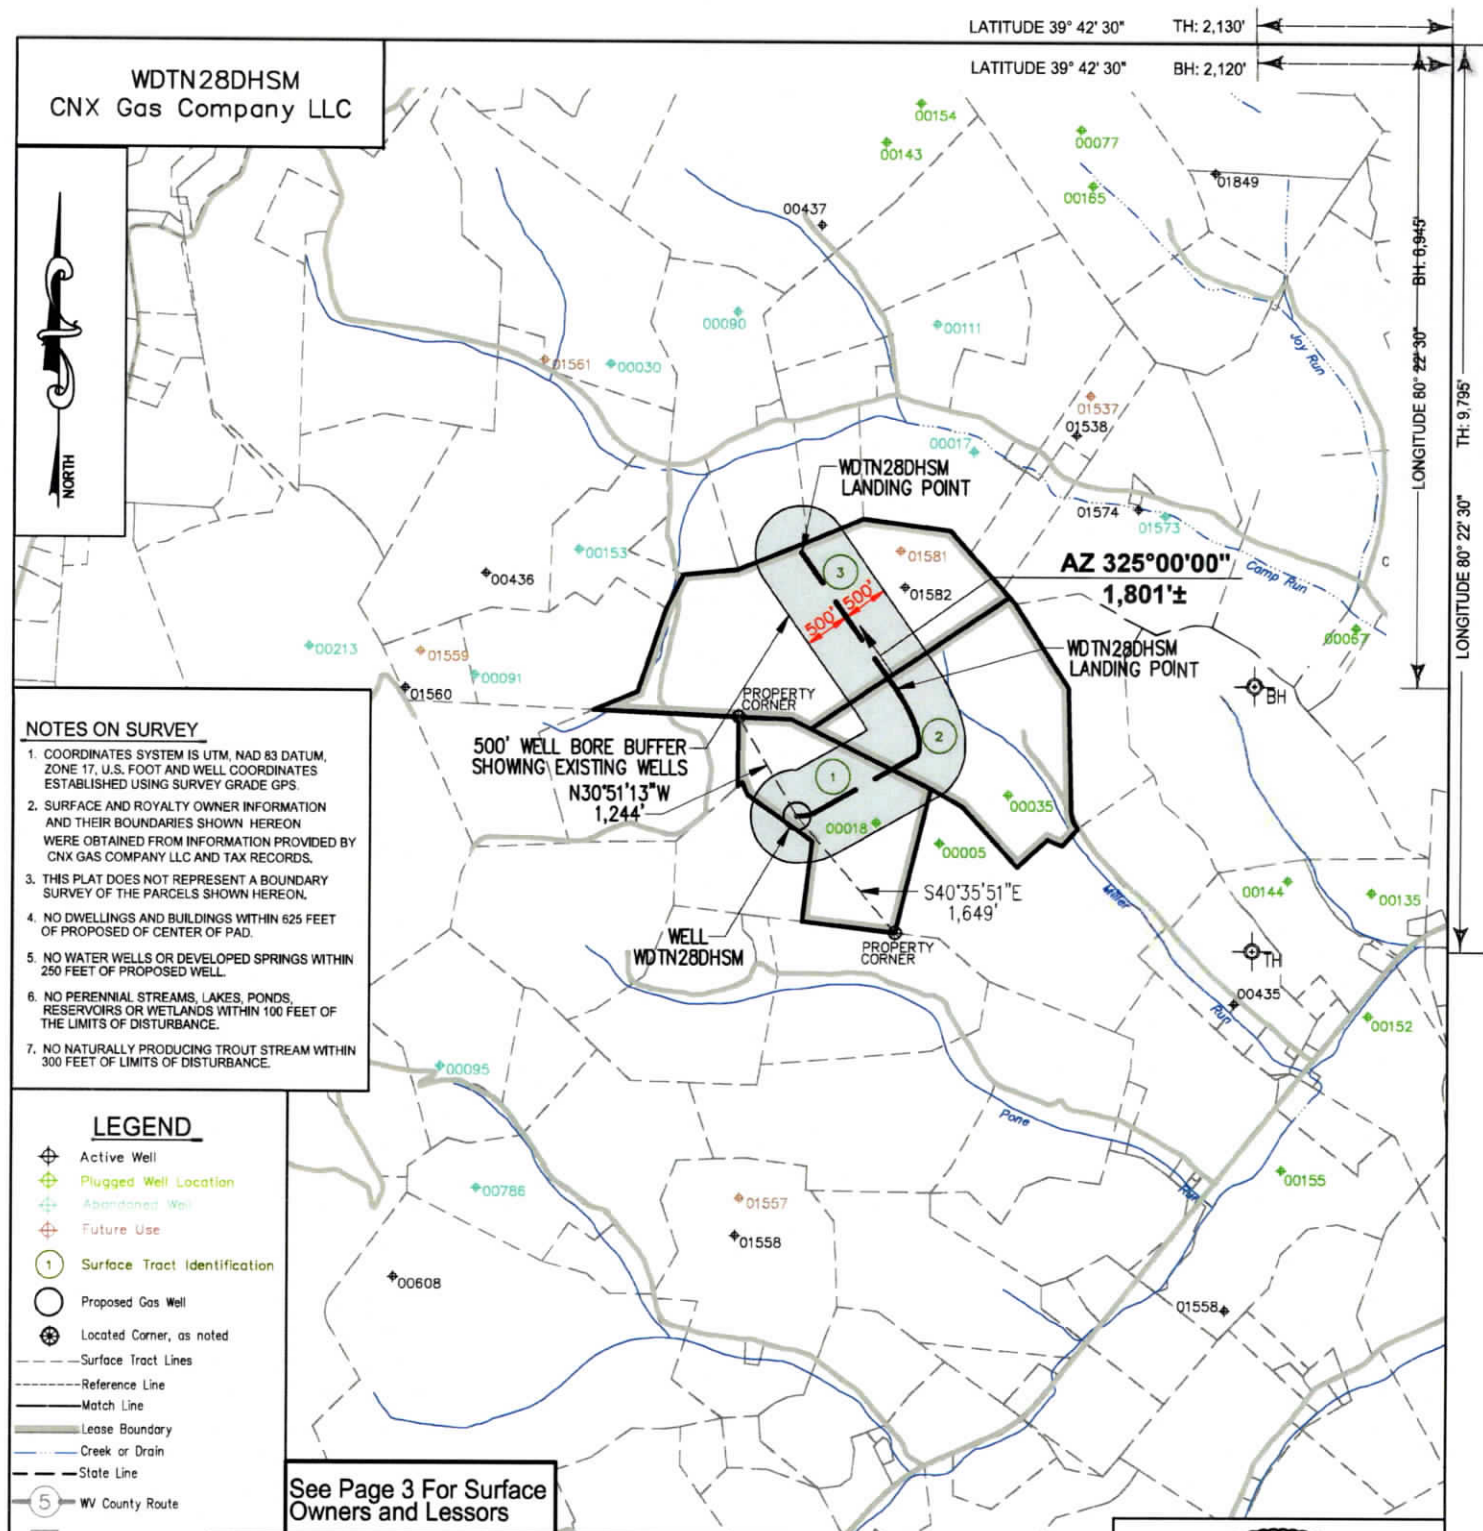 LATITUDE 39° 42' 30" TH: 2,130'
LATITUDE 39° 42' 30" BH: 2,120'
WDTN28DHSM
CNX Gas Company LLC
NORTH
LONGITUDE 80° 22' 30" BH: 6,945'
LONGITUDE 80° 22' 30" TH: 9,795'
00154
00143
00077
00165
01849
00437
00090
00111
01561
00030
Joy Run
01537
01538
00017
WDTN28DHSM
LANDING POINT
01574
01573
00153
01581
00436
3
AZ 325°00'00"
1,801'±
Camp Run
01582
500'
500'
00067
00213
01559
WDTN28DHSM
LANDING POINT
00091
01560
PROPERTY
CORNER
BH
NOTES ON SURVEY
1. COORDINATES SYSTEM IS UTM, NAD 83 DATUM,
ZONE 17, U.S. FOOT AND WELL COORDINATES
ESTABLISHED USING SURVEY GRADE GPS.
2. SURFACE AND ROYALTY OWNER INFORMATION
AND THEIR BOUNDARIES SHOWN HEREON
WERE OBTAINED FROM INFORMATION PROVIDED BY
CNX GAS COMPANY LLC AND TAX RECORDS.
3. THIS PLAT DOES NOT REPRESENT A BOUNDARY
SURVEY OF THE PARCELS SHOWN HEREON.
4. NO DWELLINGS AND BUILDINGS WITHIN 625 FEET
OF PROPOSED OF CENTER OF PAD.
5. NO WATER WELLS OR DEVELOPED SPRINGS WITHIN
250 FEET OF PROPOSED WELL.
6. NO PERENNIAL STREAMS, LAKES, PONDS,
RESERVOIRS OR WETLANDS WITHIN 100 FEET OF
THE LIMITS OF DISTURBANCE.
7. NO NATURALLY PRODUCING TROUT STREAM WITHIN
300 FEET OF LIMITS OF DISTURBANCE.
500' WELL BORE BUFFER
SHOWING EXISTING WELLS
N30°51'13"W
1,244'
2
1
00018
00035
00005
00144
00135
S40°35'51"E
1,649'
Miller
Run
WELL
WDTN28DHSM
PROPERTY
CORNER
TH
00435
00152
00095
Pone
Run
00155
00786
01557
01558
00608
01558
LEGEND
Active Well
Plugged Well Location
Abandoned Well
Future Use
1 Surface Tract Identification
Proposed Gas Well
Located Corner, as noted
Surface Tract Lines
Reference Line
Match Line
Lease Boundary
Creek or Drain
State Line
5 WV County Route
See Page 3 For Surface
Owners and Lessors